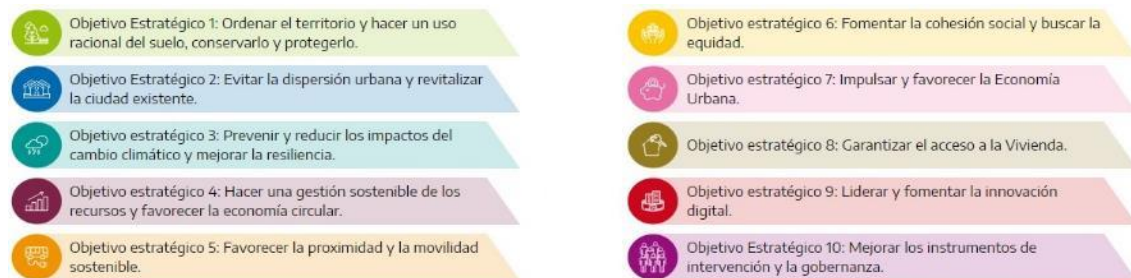 Objetivo Estratégico 1: Ordenar el territorio y hacer un uso
racional del suelo, conservarlo y protegerlo.
Objetivo Estratégico 2: Evitar la dispersión urbana y revitalizar
la ciudad existente.
Objetivo estratégico 3: Prevenir y reducir los impactos del
cambio climático y mejorar la resiliencia.
Objetivo estratégico 4: Hacer una gestión sostenible de los
recursos y favorecer la economía circular.
Objetivo estratégico 5: Favorecer la proximidad y la movilidad
sostenible.
Objetivo estratégico 6: Fomentar la cohesión social y buscar la
equidad.
Objetivo estratégico 7: Impulsar y favorecer la Economía
Urbana.
Objetivo estratégico 8: Garantizar el acceso a la Vivienda.
Objetivo estratégico 9: Liderar y fomentar la innovación
digital.
Objetivo Estratégico 10: Mejorar los instrumentos de
intervención y la gobernanza.